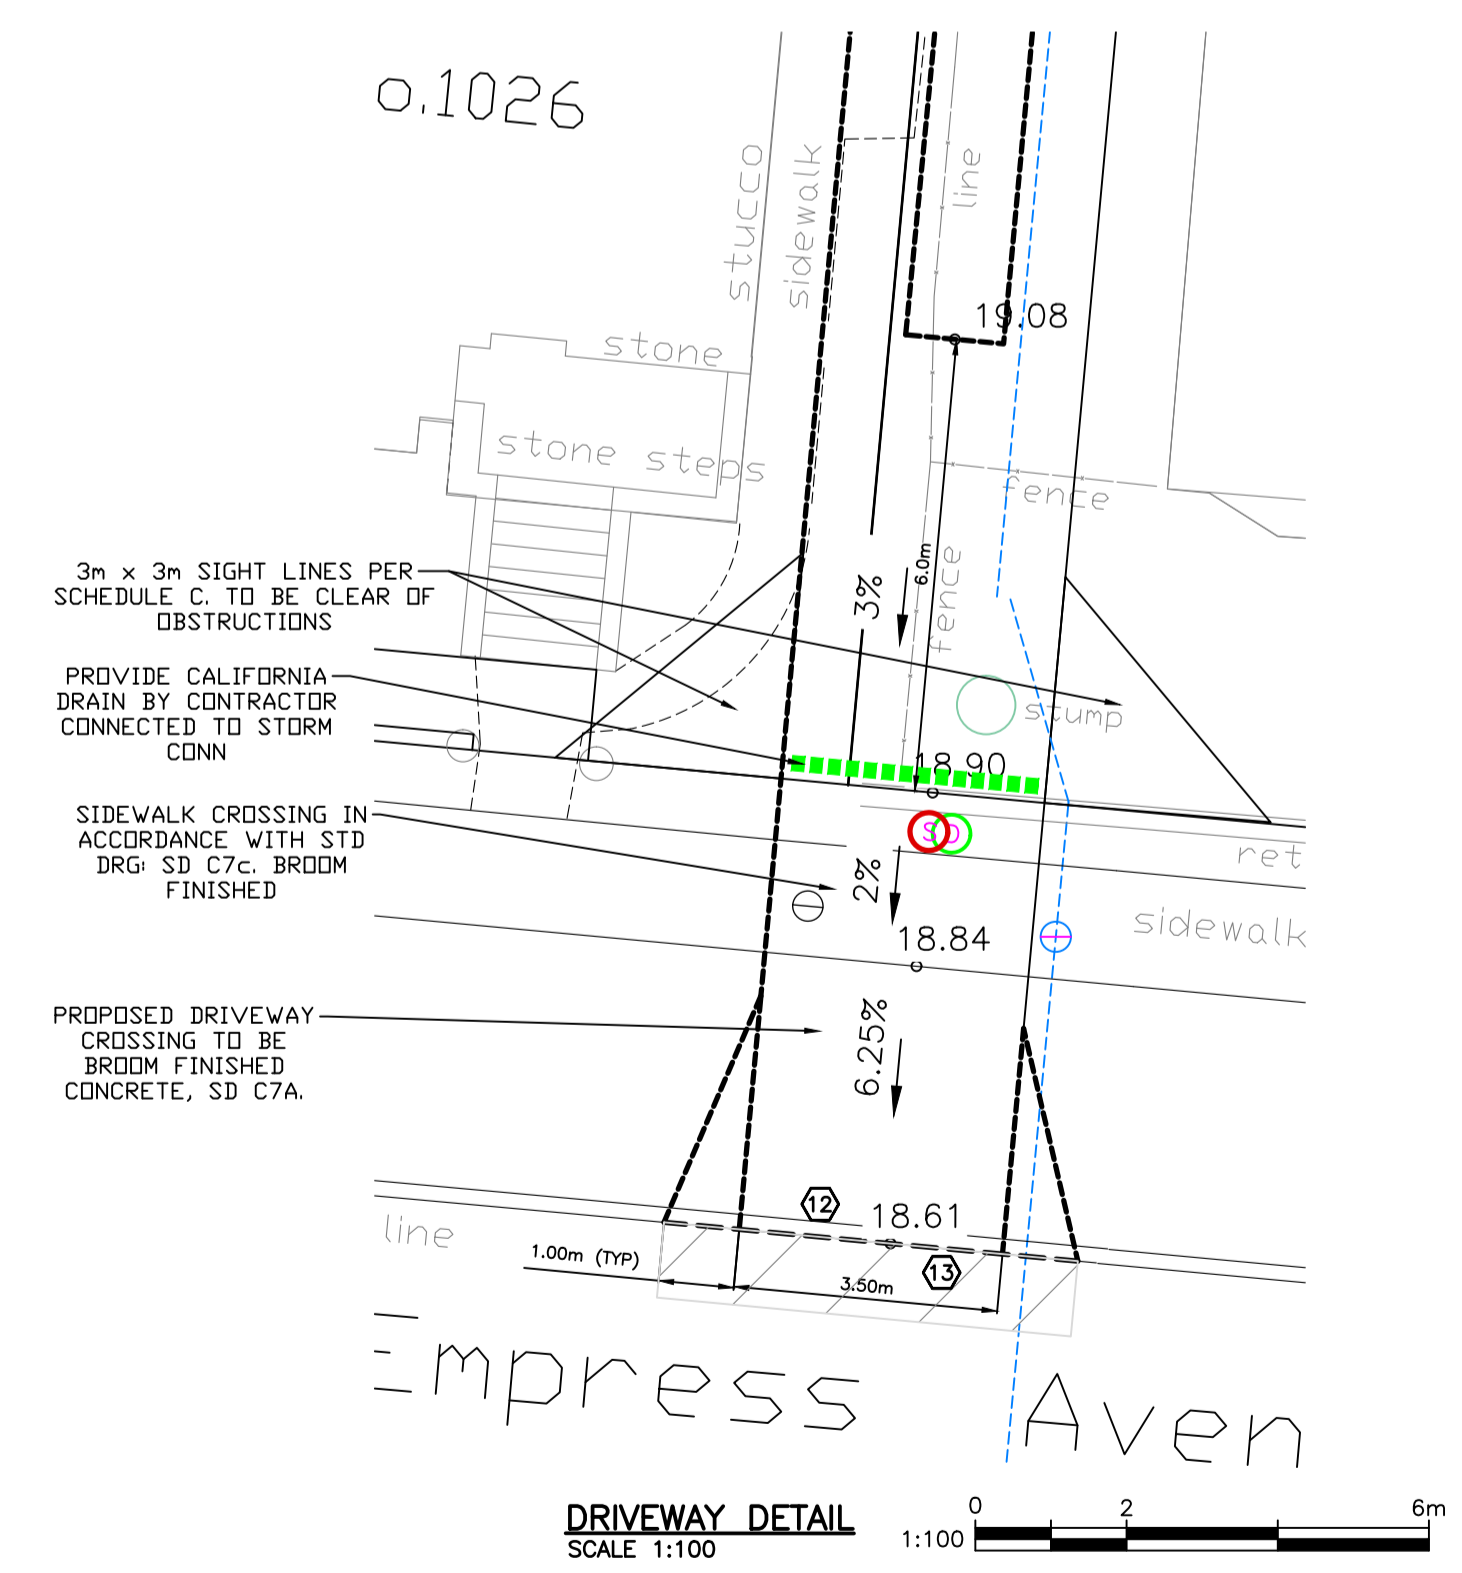 o.1026
stucco
sidewalk
line
19.08
stone
stone steps
fence
3%
6.0m
fence
3m x 3m SIGHT LINES PER
SCHEDULE C. TO BE CLEAR OF
OBSTRUCTIONS
PROVIDE CALIFORNIA
DRAIN BY CONTRACTOR
CONNECTED TO STORM
CONN
stump
18.90
SIDEWALK CROSSING IN
ACCORDANCE WITH STD
DRG: SD C7c. BROOM
FINISHED
S D
ret
2%
18.84
sidewalk
PROPOSED DRIVEWAY
CROSSING TO BE
BROOM FINISHED
CONCRETE, SD C7A.
6.25%
12
18.61
line
1.00m (TYP)
13
3.50m
Empress Aven
DRIVEWAY DETAIL
SCALE 1:100
1:100
0 2 6m